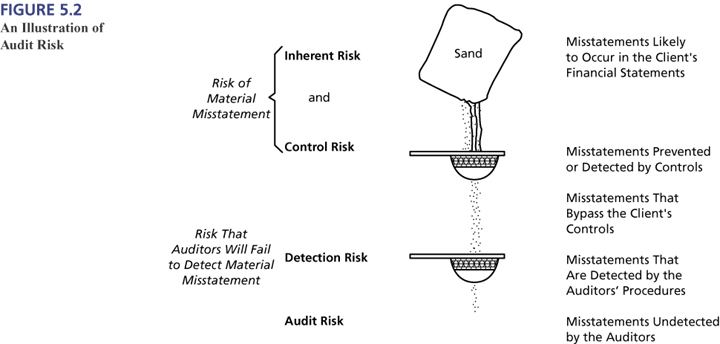 FIGURE 5.2
An Illustration of
Audit Risk
Inherent Risk
Sand
Misstatements Likely
to Occur in the Client's
Financial Statements
Risk of
Material
Misstatement
and
Control Risk
Misstatements Prevented
or Detected by Controls
Misstatements That
Bypass the Client's
Controls
Risk That
Auditors Will Fail
to Detect Material
Misstatement
Detection Risk
Misstatements That
Are Detected by the
Auditors’ Procedures
Audit Risk
Misstatements Undetected
by the Auditors